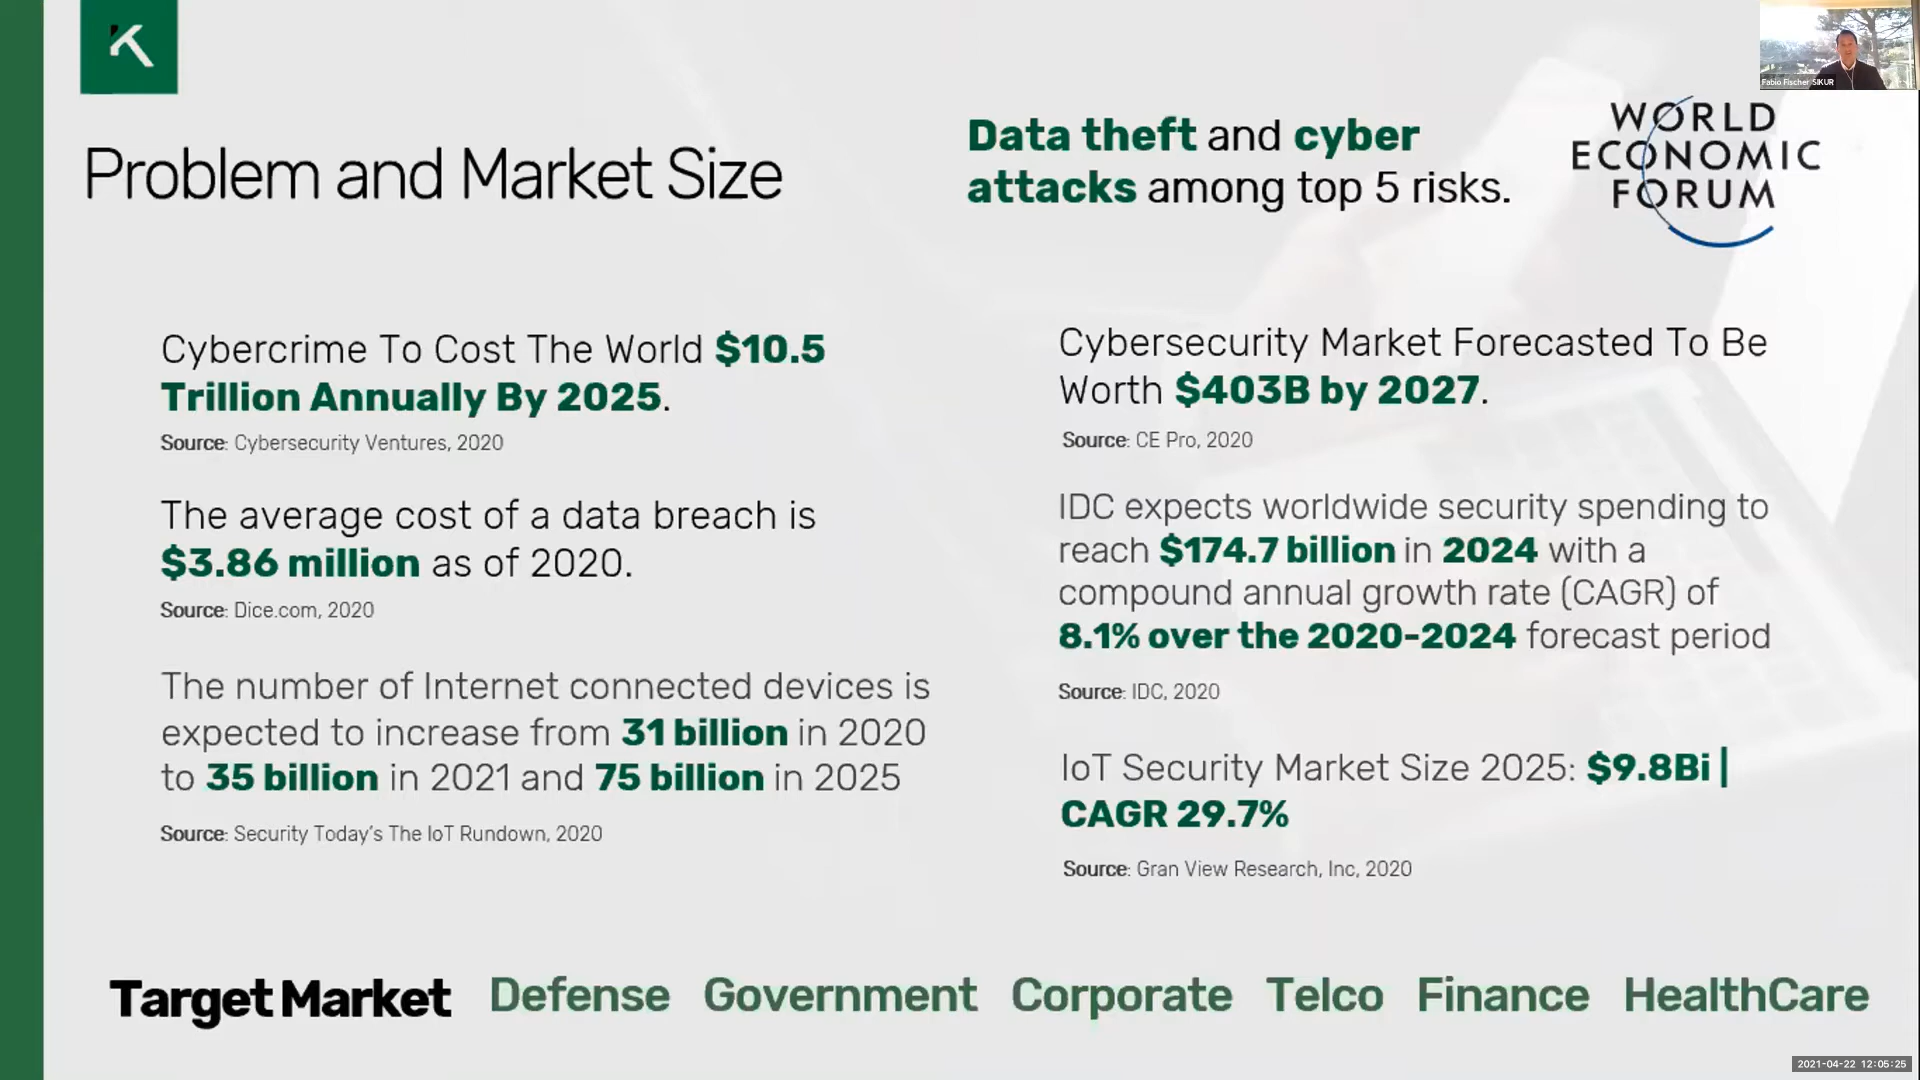 Fabio Fischer SIKUR
Problem and Market Size
Data theft and cyber
attacks among top 5 risks.
WORLD
ECONOMIC
FORUM
Cybercrime To Cost The World $10.5
Trillion Annually By 2025.
Source: Cybersecurity Ventures, 2020
The average cost of a data breach is
$3.86 million as of 2020.
Source: Dice.com, 2020
The number of Internet connected devices is
expected to increase from 31 billion in 2020
to 35 billion in 2021 and 75 billion in 2025
Source: Security Today's The IoT Rundown, 2020
Cybersecurity Market Forecasted To Be
Worth $403B by 2027.
Source: CE Pro, 2020
IDC expects worldwide security spending to
reach $174.7 billion in 2024 with a
compound annual growth rate (CAGR) of
8.1% over the 2020-2024 forecast period
Source: IDC, 2020
IoT Security Market Size 2025: $9.8Bi |
CAGR 29.7%
Source: Gran View Research, Inc, 2020
Target Market Defense Government Corporate Telco Finance HealthCare
2021-04-22 12:05:25